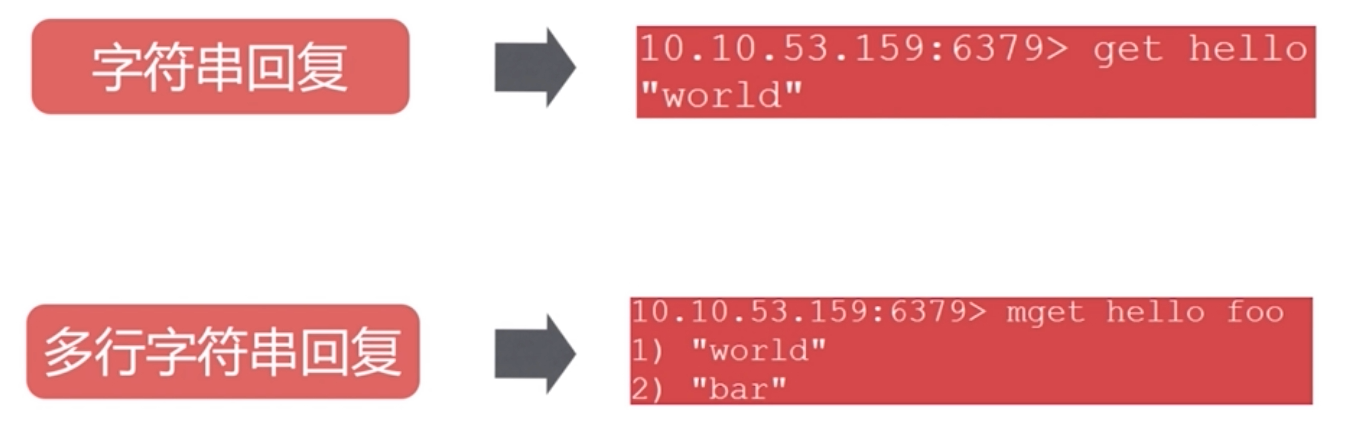 字符串回复
10.10.53.159:6379> get hello
"world"
多行字符串回复
10.10.53.159:6379> mget hello foo
1) "world"
2) "bar"